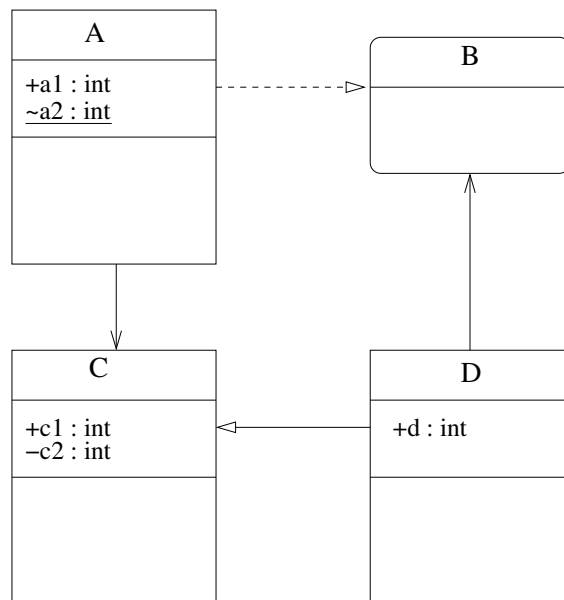 A
+a1 : int
~a2 : int
B
C
+c1 : int
−c2 : int
D
+d : int